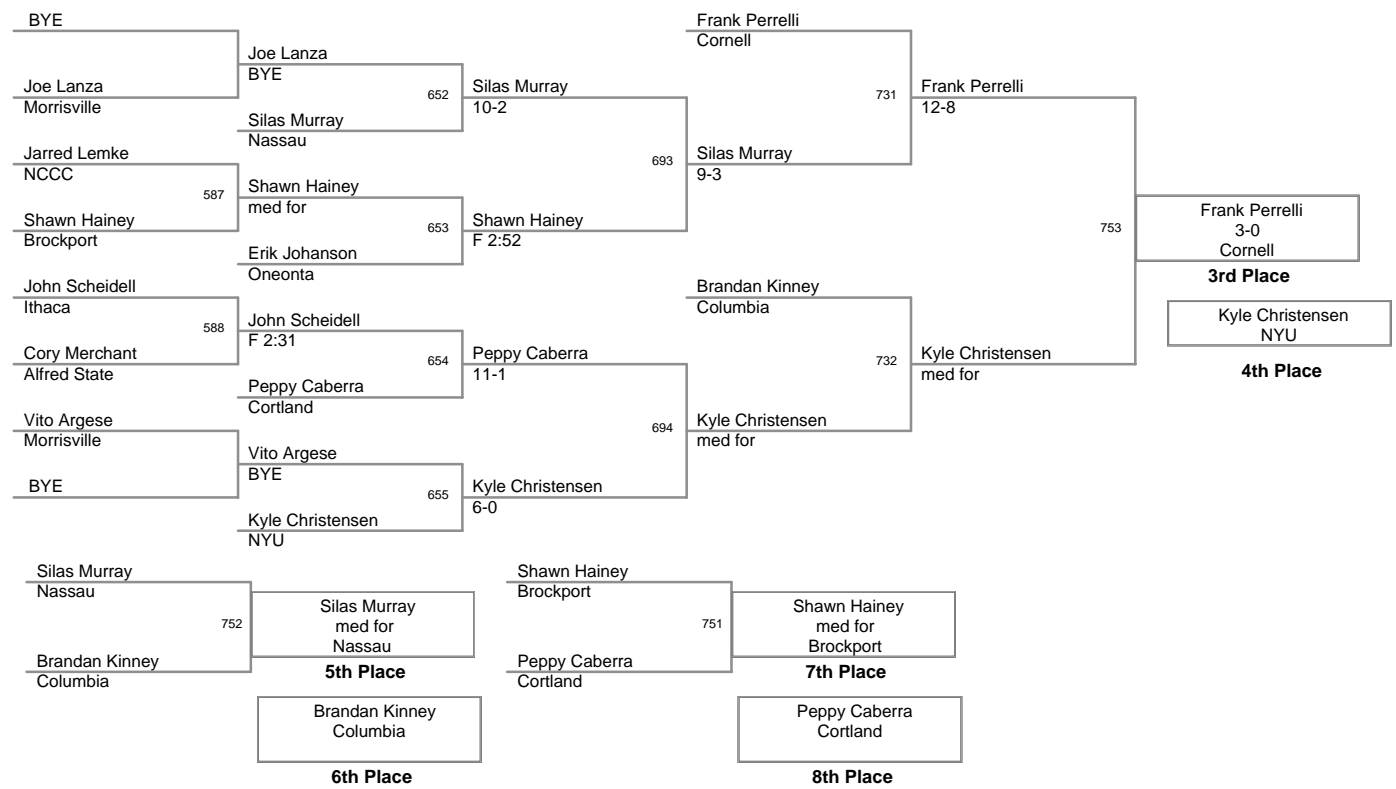 BYE
Joe Lanza
Morrisville
Jarred Lemke
NCCC
587
Shawn Hainey
Brockport
John Scheidell
Ithaca
588
Cory Merchant
Alfred State
Vito Argese
Morrisville
BYE
Joe Lanza
BYE
652
Silas Murray
Nassau
Shawn Hainey
med for
653
Erik Johanson
Oneonta
John Scheidell
F 2:31
654
Peppy Caberra
Cortland
Vito Argese
BYE
655
Kyle Christensen
NYU
Silas Murray
10-2
693
Shawn Hainey
F 2:52
Peppy Caberra
11-1
694
Kyle Christensen
6-0
Frank Perrelli
Cornell
731
Silas Murray
9-3
Brandan Kinney
Columbia
732
Kyle Christensen
med for
Frank Perrelli
12-8
753
Kyle Christensen
med for
Frank Perrelli
3-0
Cornell
3rd Place
Kyle Christensen
NYU
4th Place
Silas Murray
Nassau
752
Brandan Kinney
Columbia
Silas Murray
med for
Nassau
5th Place
Brandan Kinney
Columbia
6th Place
Shawn Hainey
Brockport
751
Peppy Caberra
Cortland
Shawn Hainey
med for
Brockport
7th Place
Peppy Caberra
Cortland
8th Place